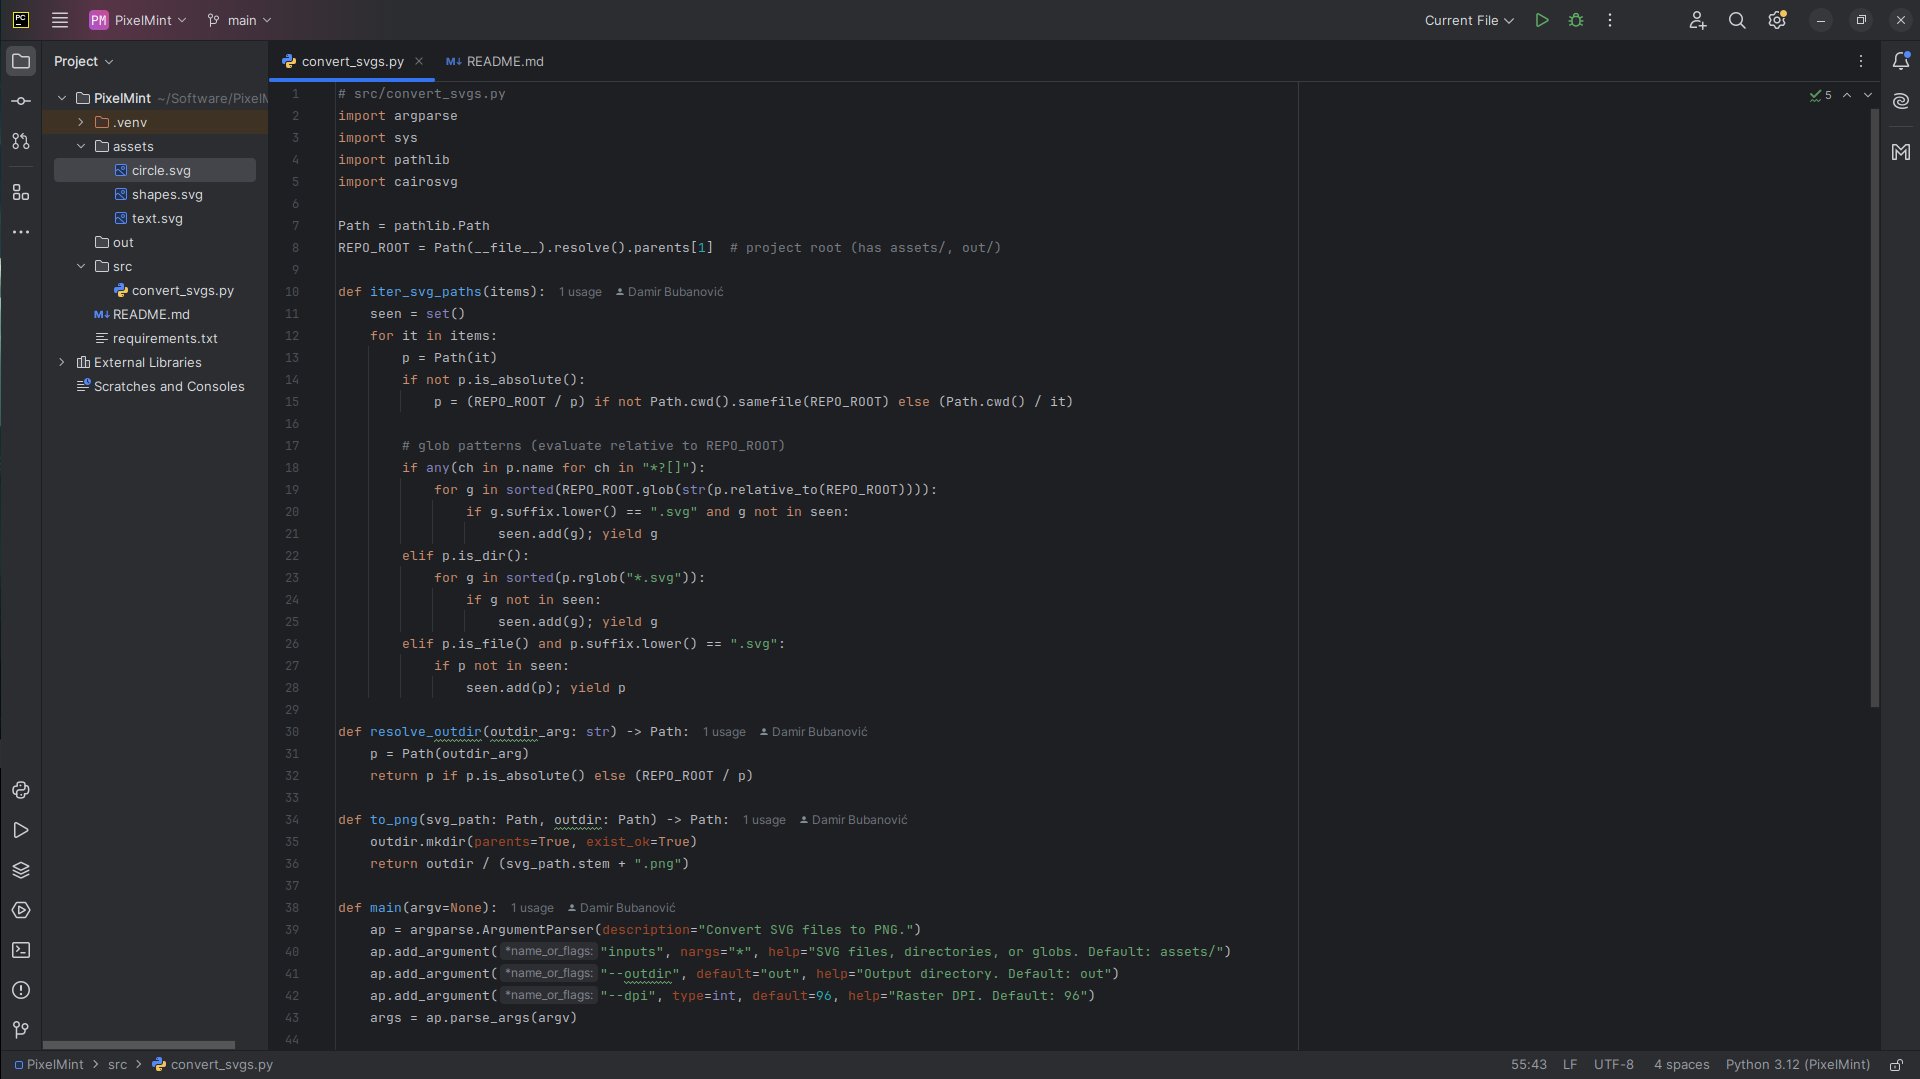 PC
PM PixelMint
main
Current File
Project
convert_svgs.py
M↓ README.md
PixelMint ~/Software/PixelM
.venv
assets
circle.svg
shapes.svg
text.svg
out
src
convert_svgs.py
M↓ README.md
requirements.txt
External Libraries
Scratches and Consoles
5
1 # src/convert_svgs.py
2 import argparse
3 import sys
4 import pathlib
5 import cairosvg
6
7 Path = pathlib.Path
8 REPO_ROOT = Path(__file__).resolve().parents[1]  # project root (has assets/, out/)
9
10 def iter_svg_paths(items): 1 usage Damir Bubanović
11     seen = set()
12     for it in items:
13         p = Path(it)
14         if not p.is_absolute():
15             p = (REPO_ROOT / p) if not Path.cwd().samefile(REPO_ROOT) else (Path.cwd() / it)
16
17         # glob patterns (evaluate relative to REPO_ROOT)
18         if any(ch in p.name for ch in "*?[]"):
19             for g in sorted(REPO_ROOT.glob(str(p.relative_to(REPO_ROOT)))):
20                 if g.suffix.lower() == ".svg" and g not in seen:
21                     seen.add(g); yield g
22         elif p.is_dir():
23             for g in sorted(p.rglob("*.svg")):
24                 if g not in seen:
25                     seen.add(g); yield g
26         elif p.is_file() and p.suffix.lower() == ".svg":
27             if p not in seen:
28                 seen.add(p); yield p
29
30 def resolve_outdir(outdir_arg: str) -> Path: 1 usage Damir Bubanović
31     p = Path(outdir_arg)
32     return p if p.is_absolute() else (REPO_ROOT / p)
33
34 def to_png(svg_path: Path, outdir: Path) -> Path: 1 usage Damir Bubanović
35     outdir.mkdir(parents=True, exist_ok=True)
36     return outdir / (svg_path.stem + ".png")
37
38 def main(argv=None): 1 usage Damir Bubanović
39     ap = argparse.ArgumentParser(description="Convert SVG files to PNG.")
40     ap.add_argument( *name_or_flags: "inputs", nargs="*", help="SVG files, directories, or globs. Default: assets/")
41     ap.add_argument( *name_or_flags: "--outdir", default="out", help="Output directory. Default: out")
42     ap.add_argument( *name_or_flags: "--dpi", type=int, default=96, help="Raster DPI. Default: 96")
43     args = ap.parse_args(argv)
44
PixelMint > src > convert_svgs.py
55:43 LF UTF-8 4 spaces Python 3.12 (PixelMint)